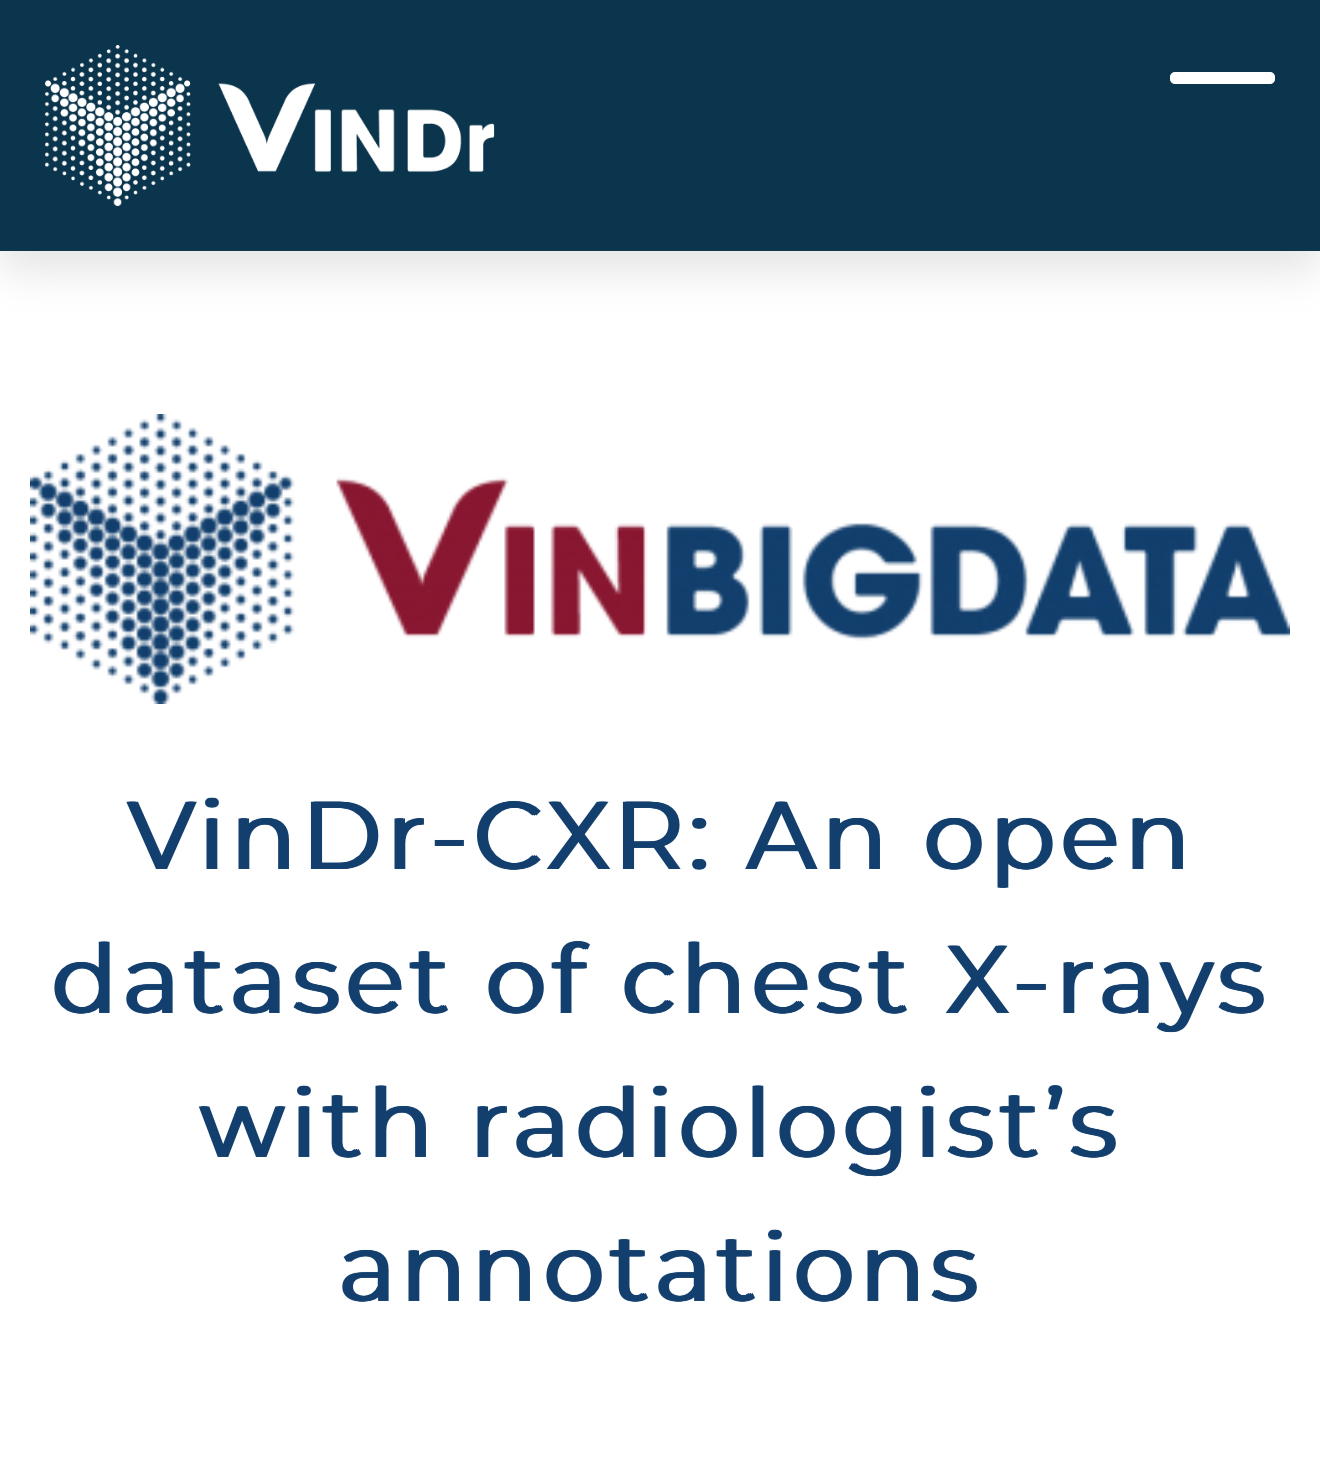 VINDr
VINBIGDATA
VinDr-CXR: An open
dataset of chest X-rays
with radiologist’s
annotations